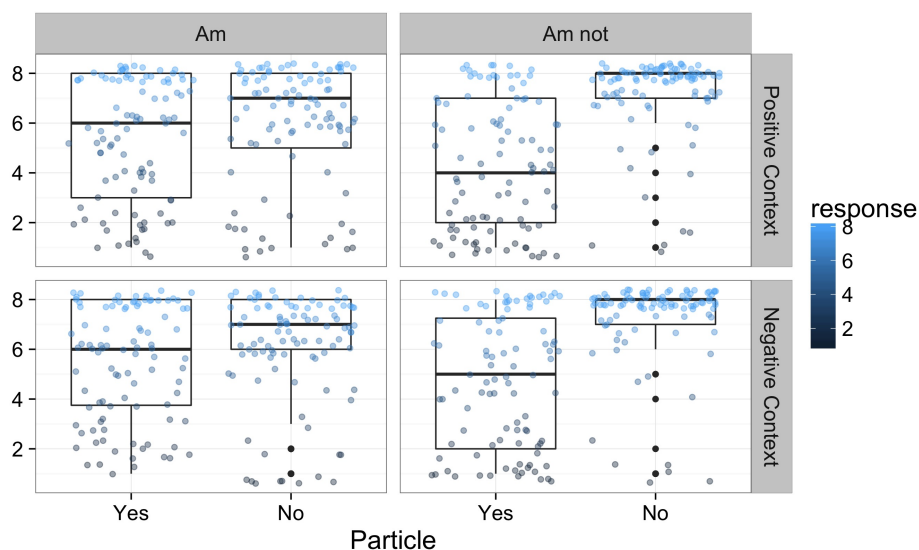 Am
Am not
8
6
4
2
Positive Context
8
6
4
2
Negative Context
Yes
No
Yes
No
Particle
response
8
6
4
2